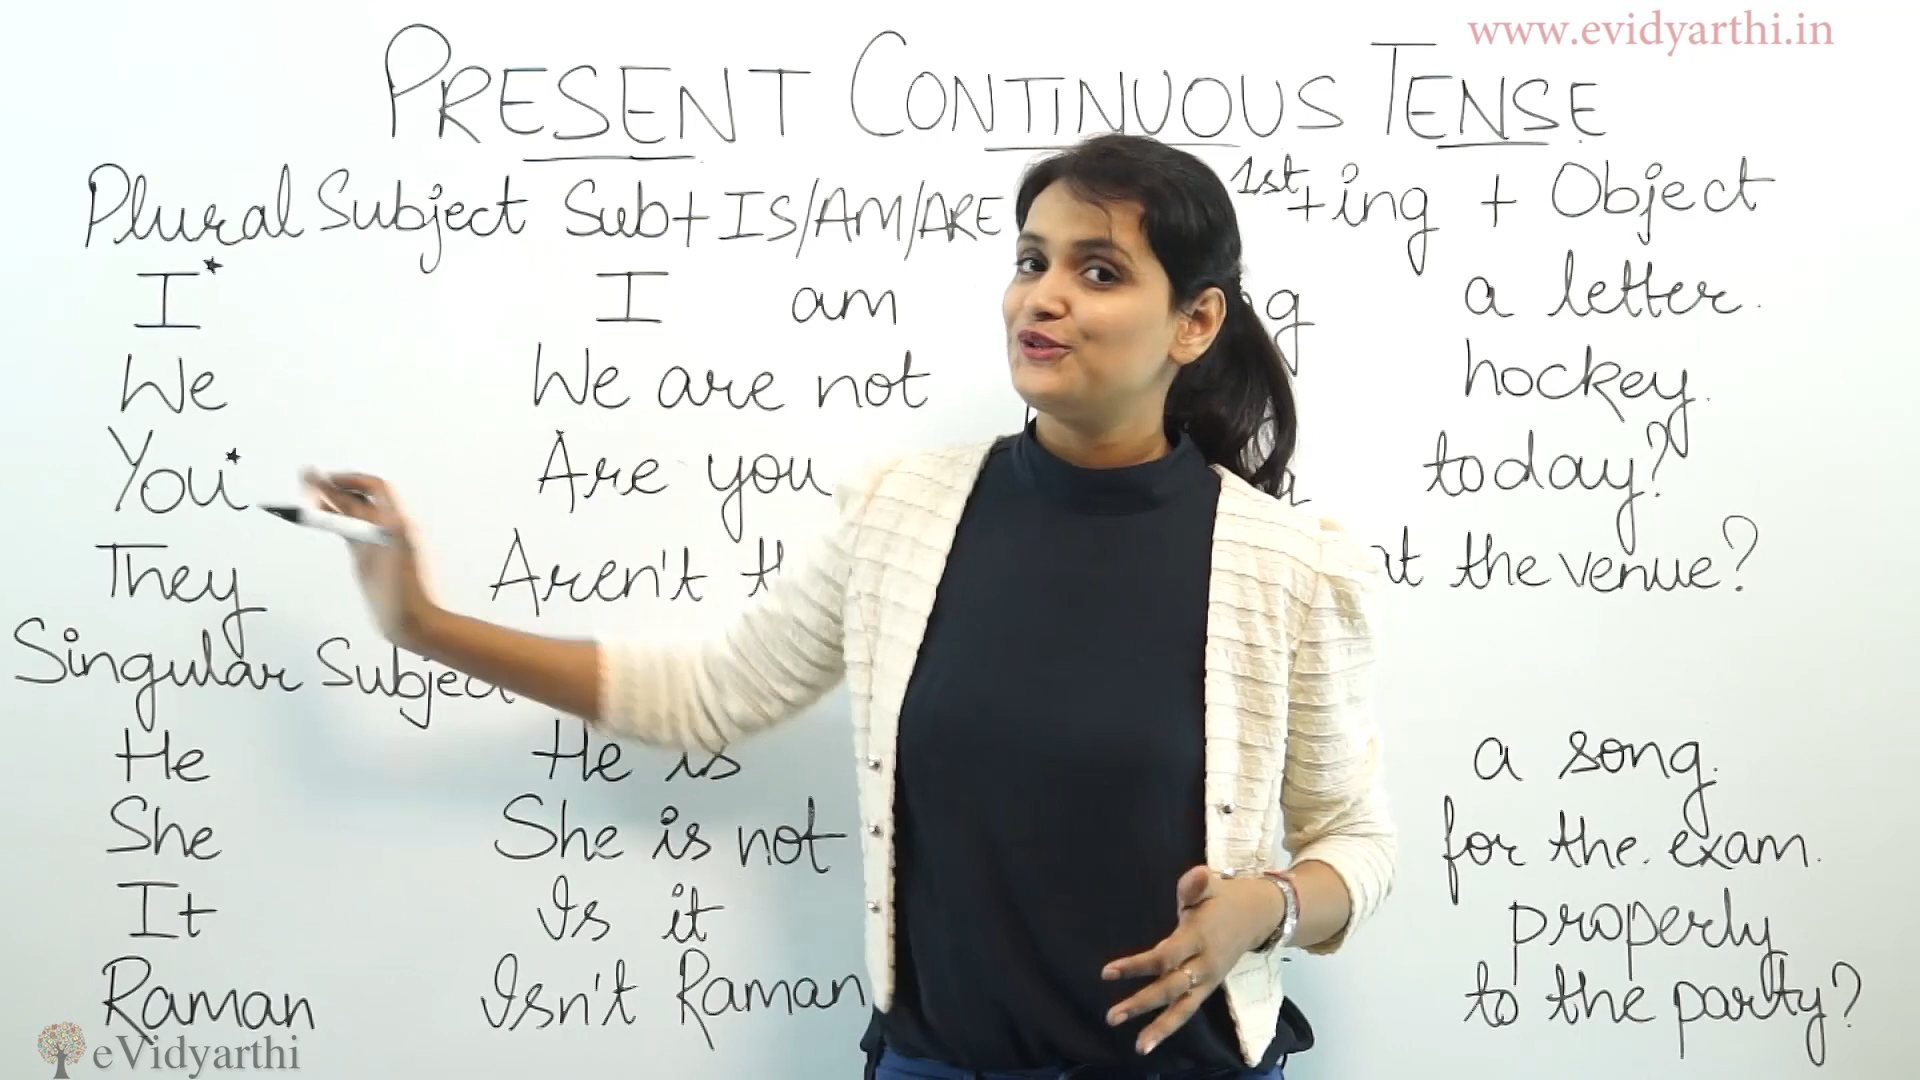 www.evidyarthi.in
PRESENT CONTINUOUS TENSE
Plural Subject Sub + IS/AM/ARE 1st + ing + Object
I* I am g a letter.
We We are not hockey.
You* Are you today?
They Aren't at the venue?
Singular Subject
He He is a song.
She She is not for the exam.
It Is it properly
Raman Isn't Raman to the party?
eVidyarthi